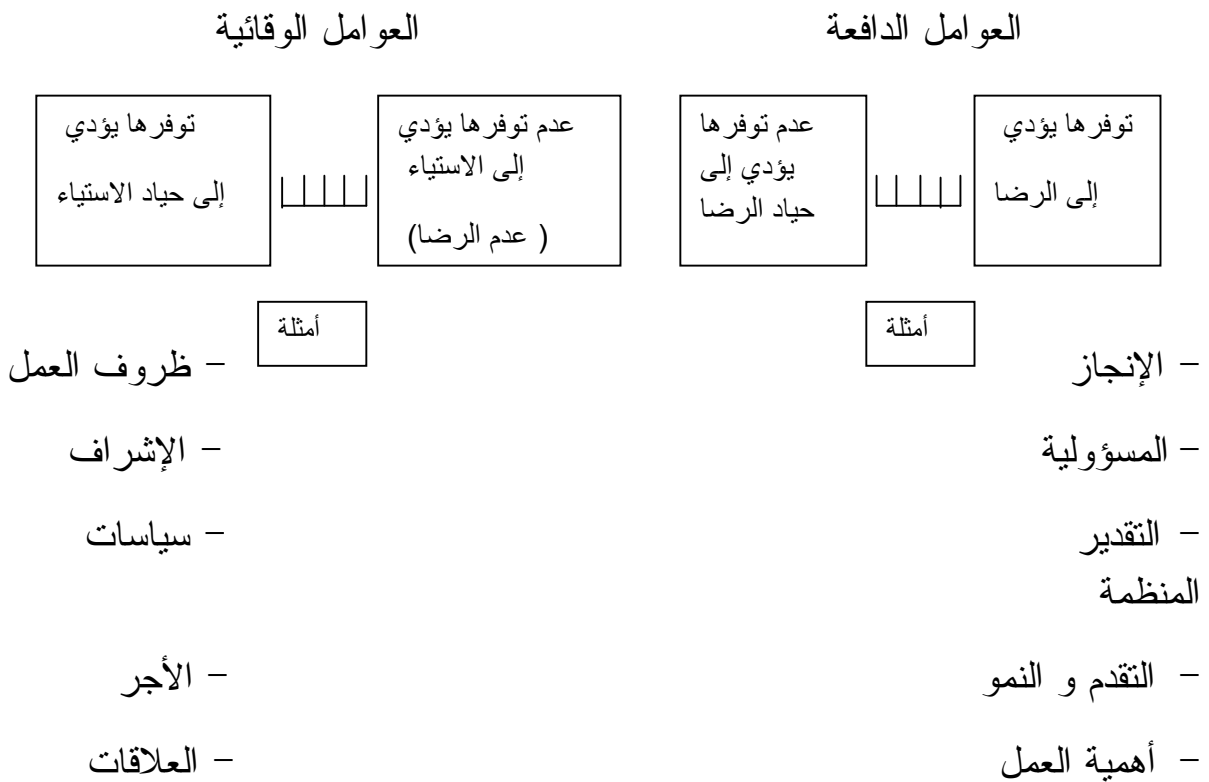 العوامل الدافعة العوامل الوقائية
توفرها يؤدي
إلى الرضا
عدم توفرها
يؤدي إلى
حياد الرضا
عدم توفرها يؤدي
إلى الاستياء
( عدم الرضا)
توفرها يؤدي
إلى حياد الاستياء
أمثلة
أمثلة
– الإنجاز – ظروف العمل
– المسؤولية – الإشراف
– التقدير – سياسات
المنظمة
– التقدم و النمو – الأجر
– أهمية العمل – العلاقات